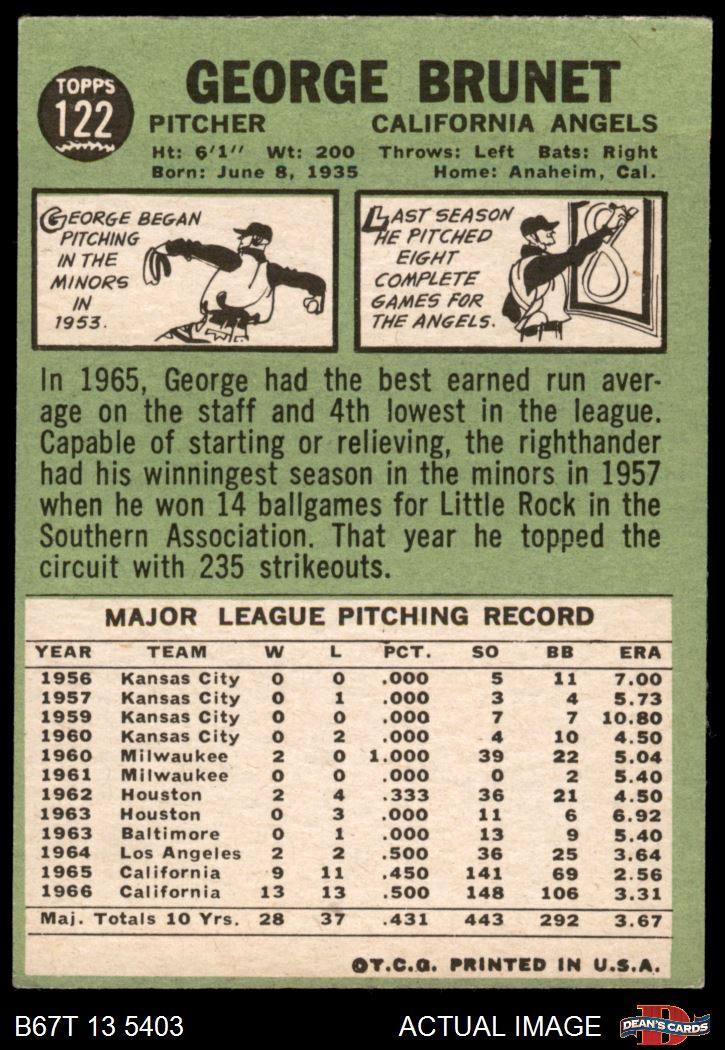 TOPPS
122
GEORGE BRUNET
PITCHER CALIFORNIA ANGELS
Ht: 6'1" Wt: 200 Throws: Left Bats: Right
Born: June 8, 1935 Home: Anaheim, Cal.
GEORGE BEGAN
PITCHING
IN THE
MINORS
IN
1953.
LAST SEASON
HE PITCHED
EIGHT
COMPLETE
GAMES FOR
THE ANGELS.
In 1965, George had the best earned run aver-
age on the staff and 4th lowest in the league.
Capable of starting or relieving, the righthander
had his winningest season in the minors in 1957
when he won 14 ballgames for Little Rock in the
Southern Association. That year he topped the
circuit with 235 strikeouts.
MAJOR LEAGUE PITCHING RECORD
YEAR TEAM W L PCT. SO BB ERA
1956 Kansas City 0 0 .000 5 11 7.00
1957 Kansas City 0 1 .000 3 4 5.73
1959 Kansas City 0 0 .000 7 7 10.80
1960 Kansas City 0 2 .000 4 10 4.50
1960 Milwaukee 2 0 1.000 39 22 5.04
1961 Milwaukee 0 0 .000 0 2 5.40
1962 Houston 2 4 .333 36 21 4.50
1963 Houston 0 3 .000 11 6 6.92
1963 Baltimore 0 1 .000 13 9 5.40
1964 Los Angeles 2 2 .500 36 25 3.64
1965 California 9 11 .450 141 69 2.56
1966 California 13 13 .500 148 106 3.31
Maj. Totals 10 Yrs. 28 37 .431 443 292 3.67
©T.C.G. PRINTED IN U.S.A.
B67T 13 5403 ACTUAL IMAGE
D
DEAN'S CARDS